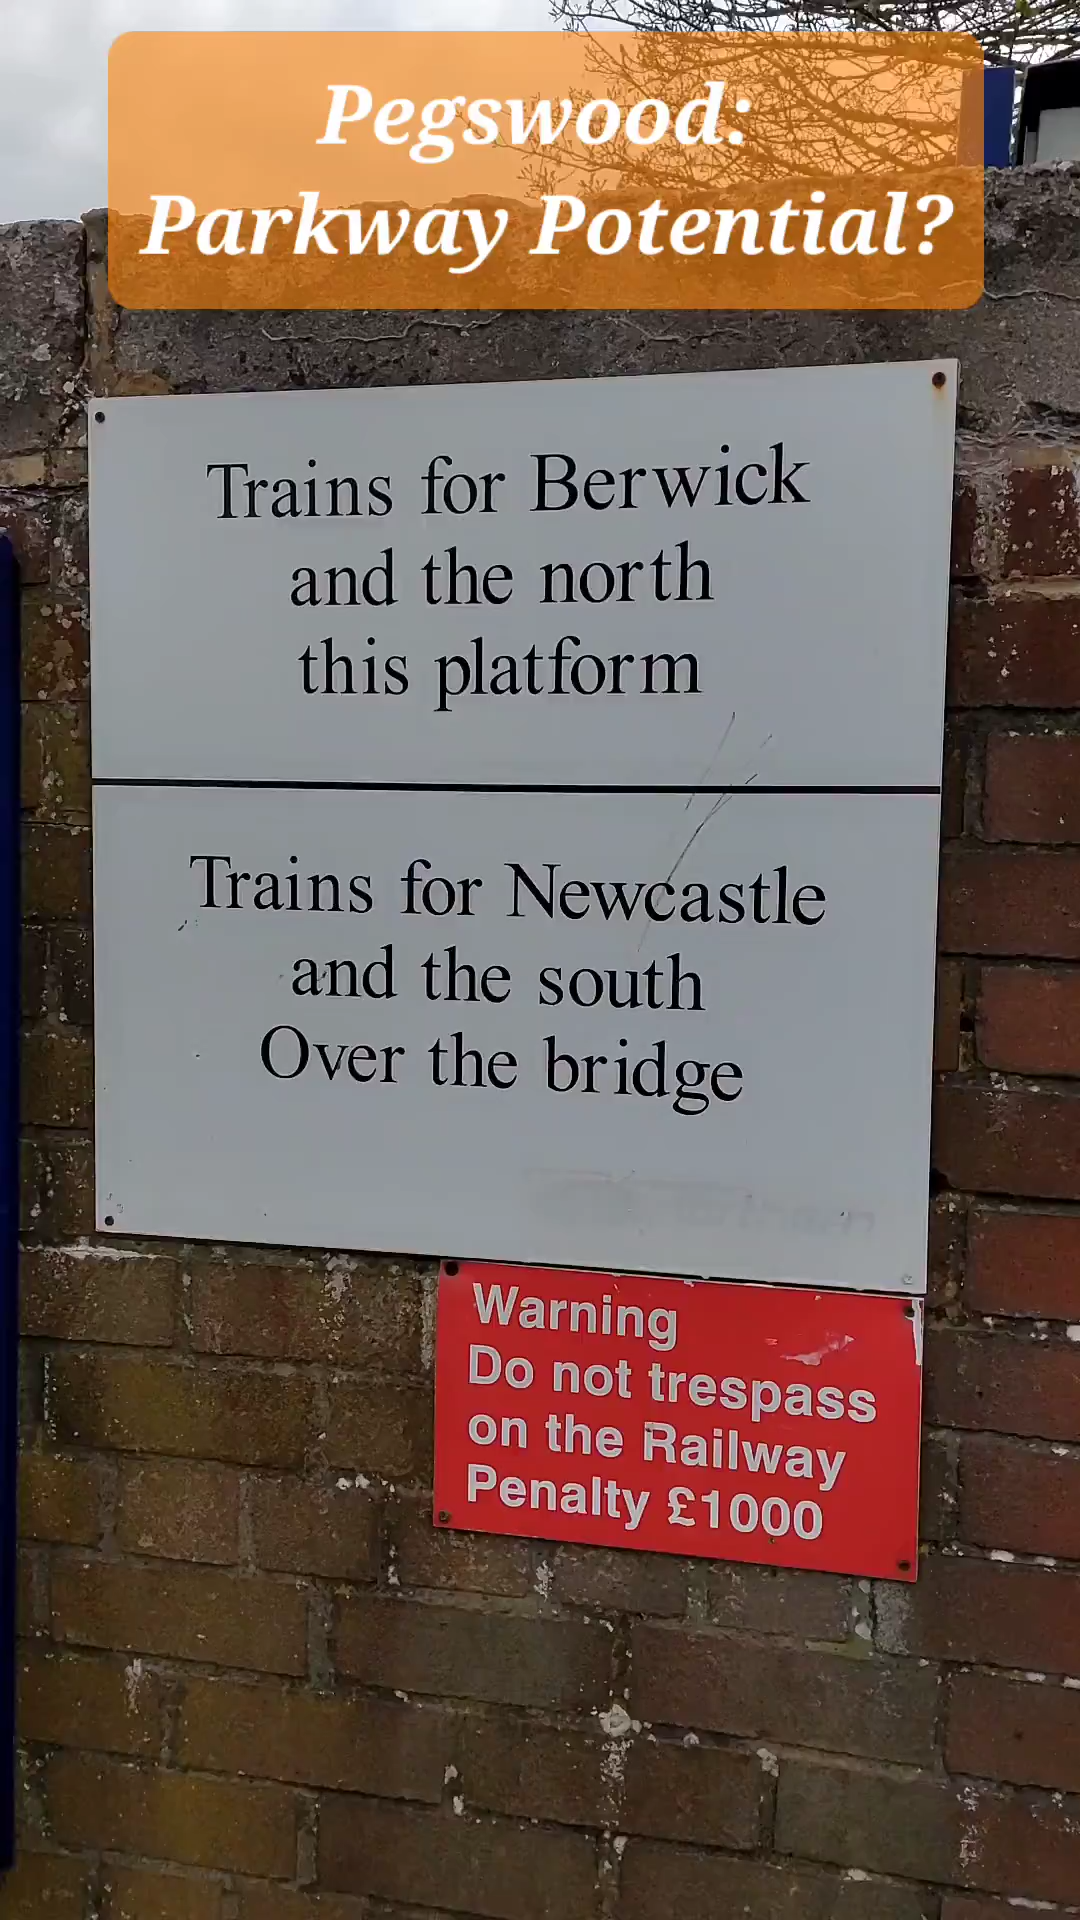 Pegswood:
Parkway Potential?
Trains for Berwick
and the north
this platform
Trains for Newcastle
and the south
Over the bridge
Warning
Do not trespass
on the Railway
Penalty £1000